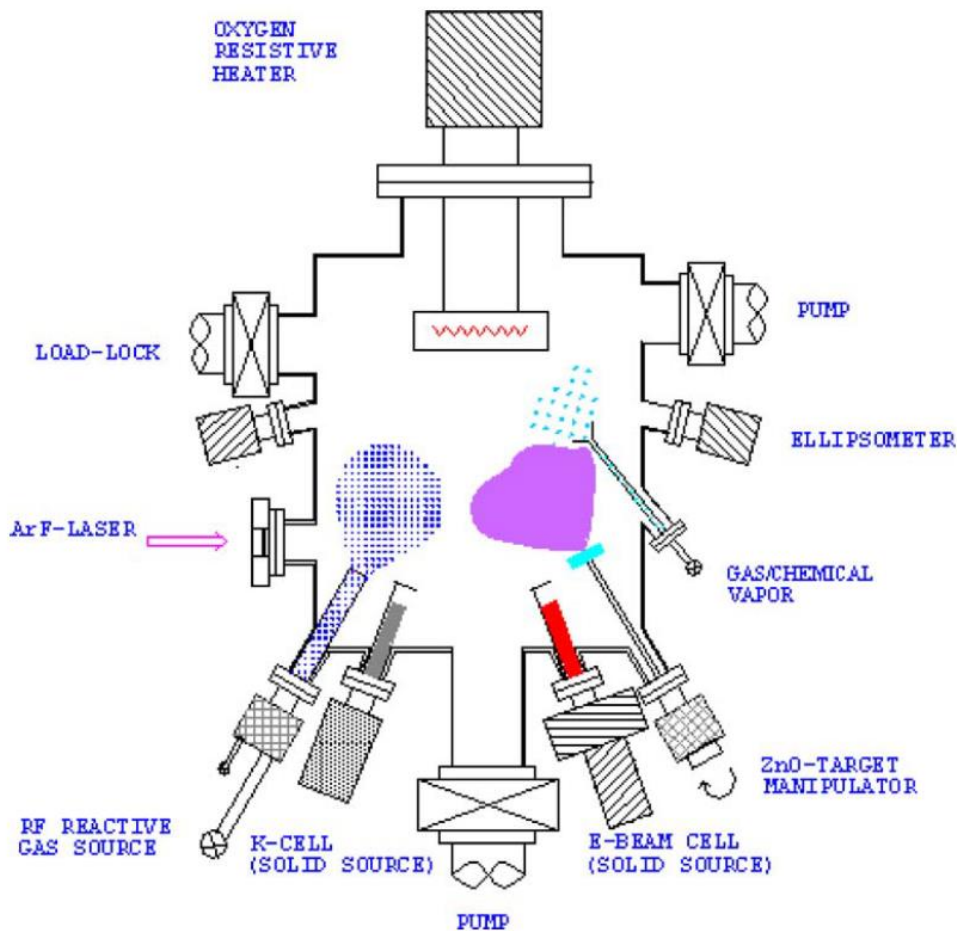 OXYGEN
RESISTIVE
HEATER
PUMP
LOAD-LOCK
ELLIPSOMETER
ArF-LASER
GAS/CHEMICAL
VAPOR
ZnO-TARGET
MANIPULATOR
RF REACTIVE
GAS SOURCE
K-CELL
(SOLID SOURCE)
E-BEAM CELL
(SOLID SOURCE)
PUMP